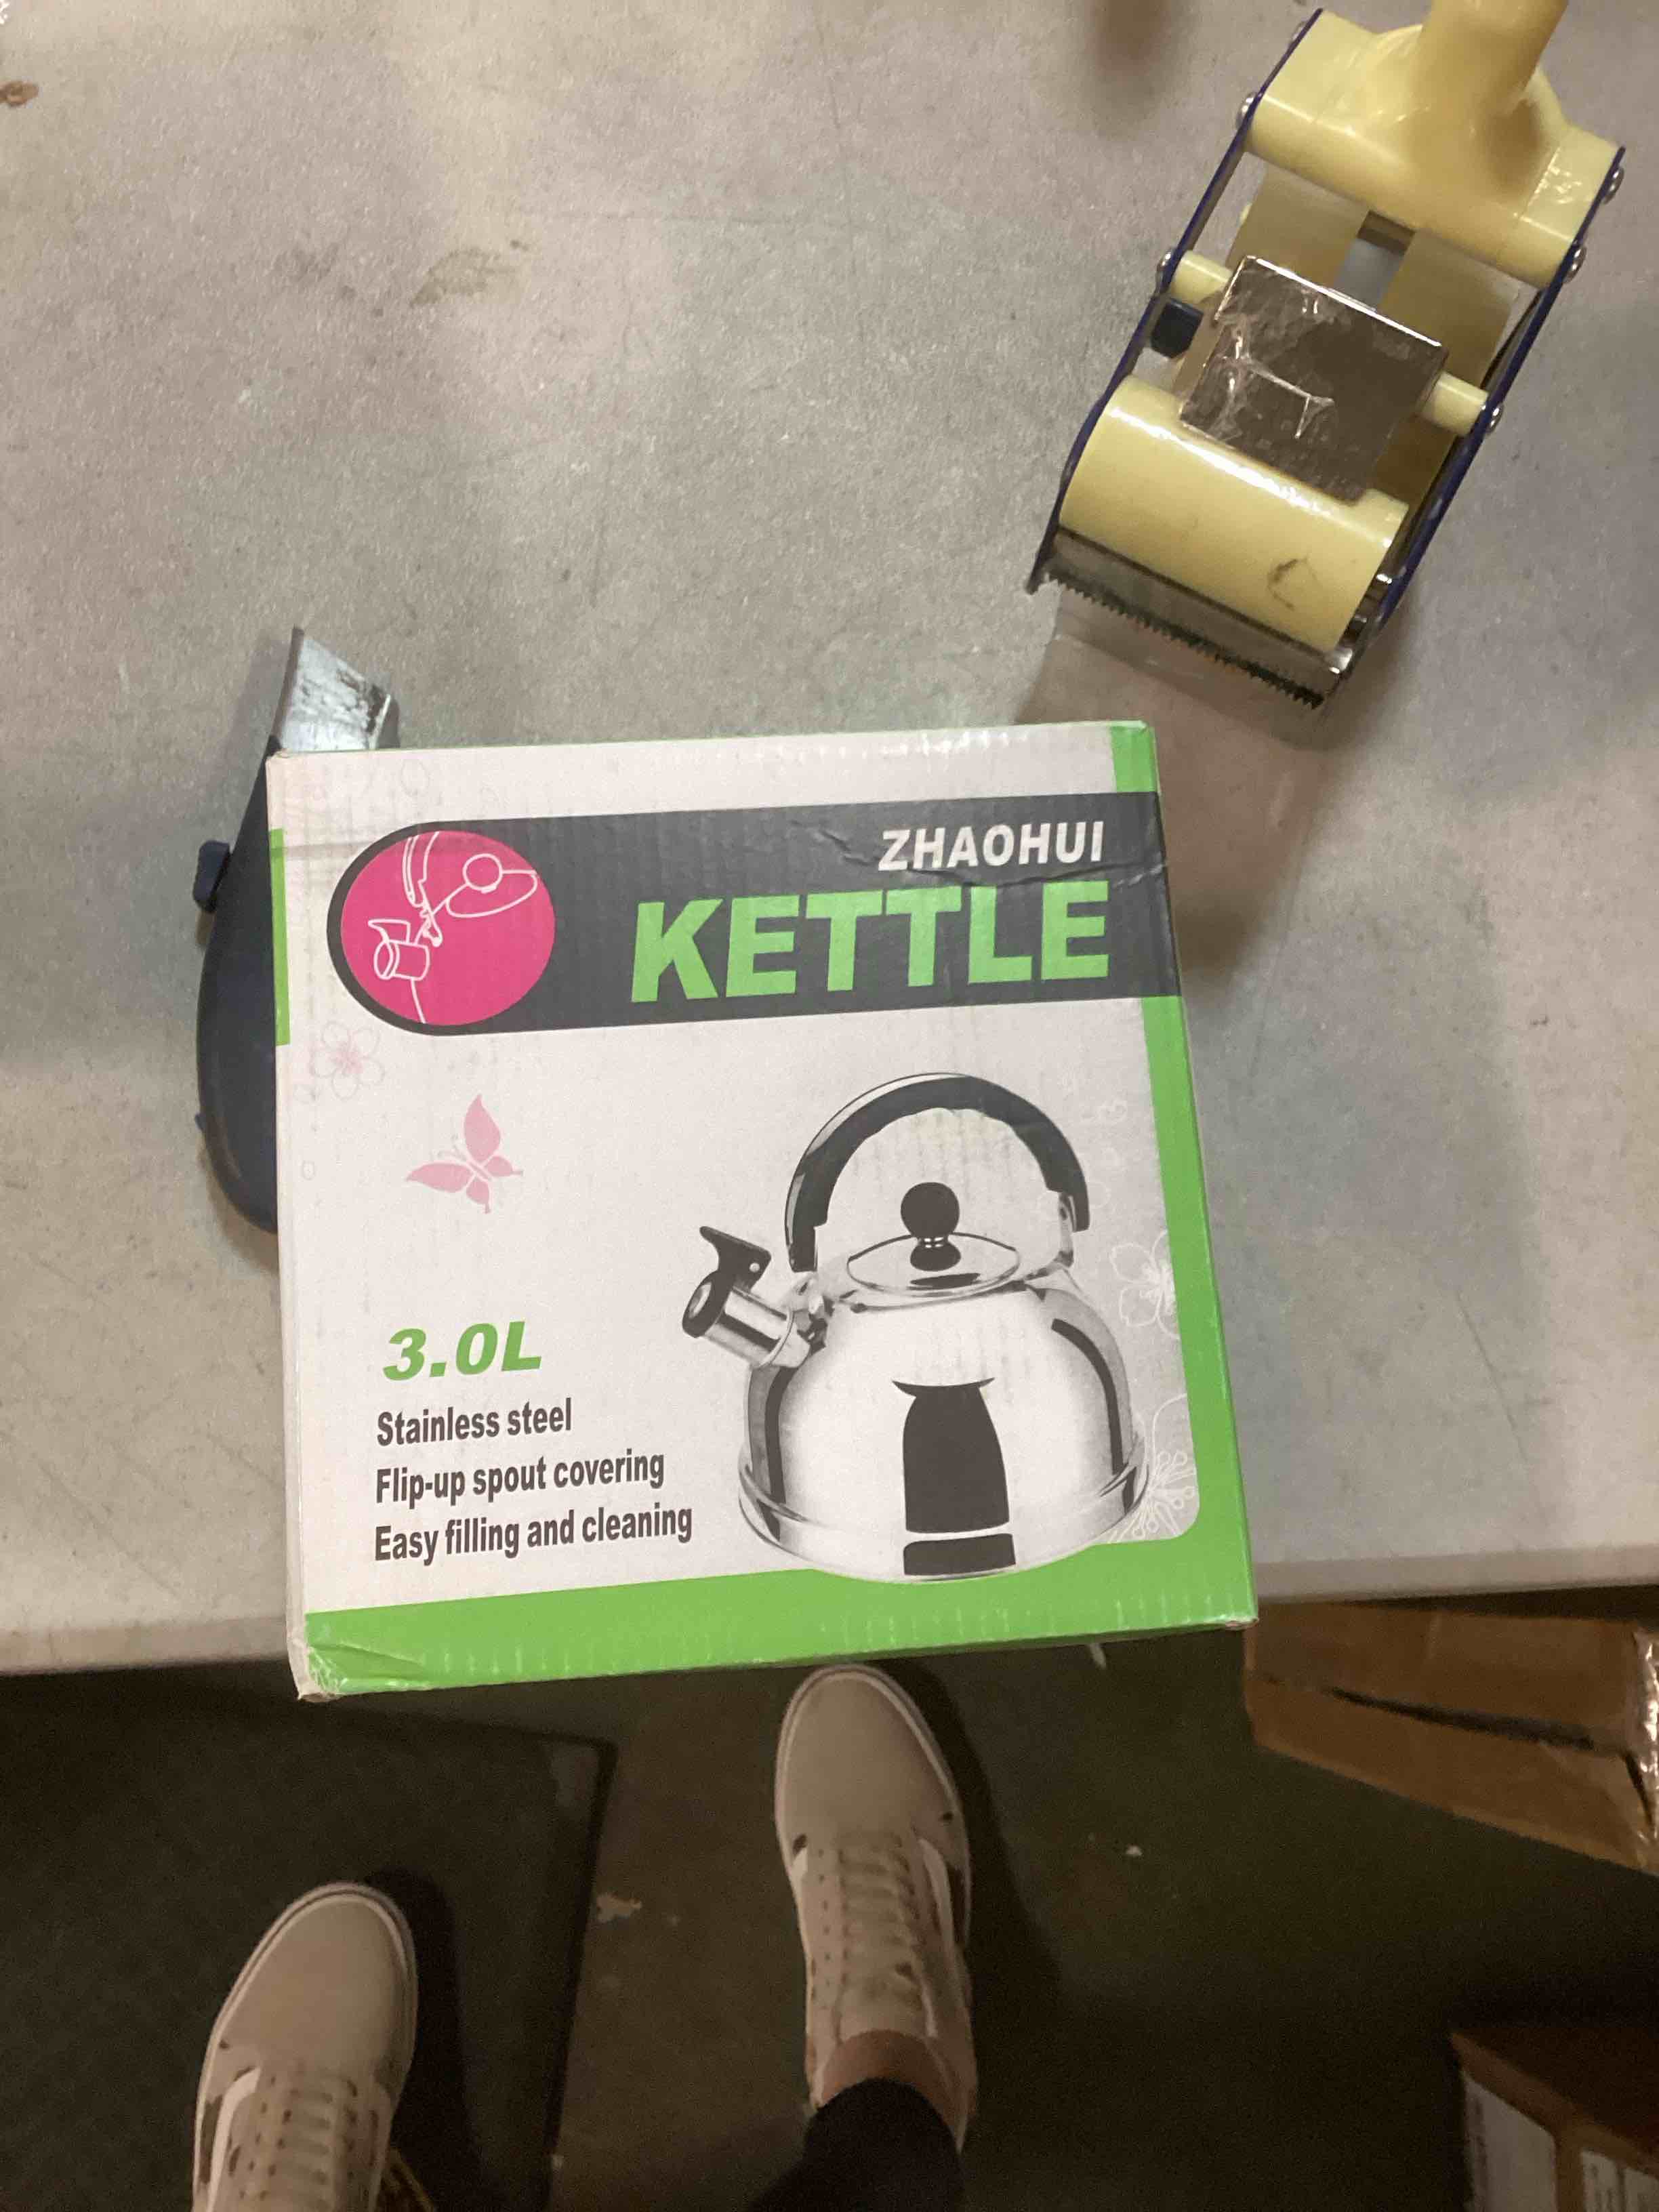 ZHAOHUI
KETTLE
3.0L
Stainless steel
Flip-up spout covering
Easy filling and cleaning